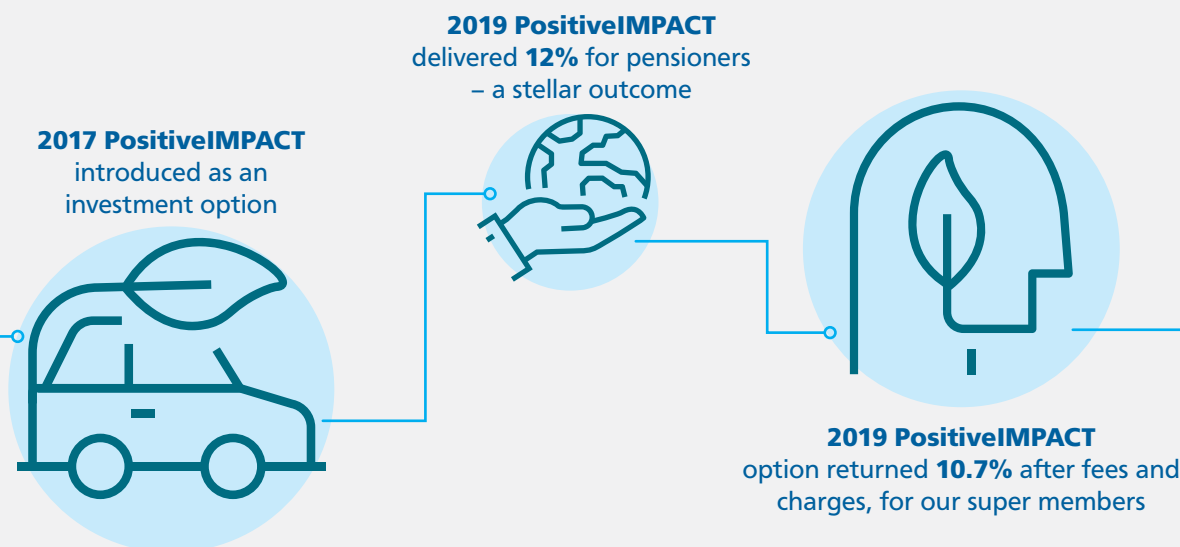 2017 PositiveIMPACT
introduced as an
investment option
2019 PositiveIMPACT
delivered 12% for pensioners
– a stellar outcome
2019 PositiveIMPACT
option returned 10.7% after fees and
charges, for our super members